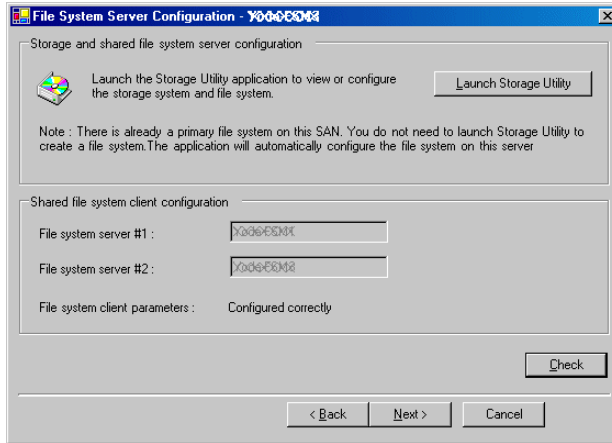 File System Server Configuration -
Storage and shared file system server configuration
Launch the Storage Utility application to view or configure
the storage system and file system.
Launch Storage Utility
Note : There is already a primary file system on this SAN. You do not need to launch Storage Utility to
create a file system.The application will automatically configure the file system on this server
Shared file system client configuration
File system server #1 :
File system server #2 :
File system client parameters :    Configured correctly
Check
< Back    Next >    Cancel